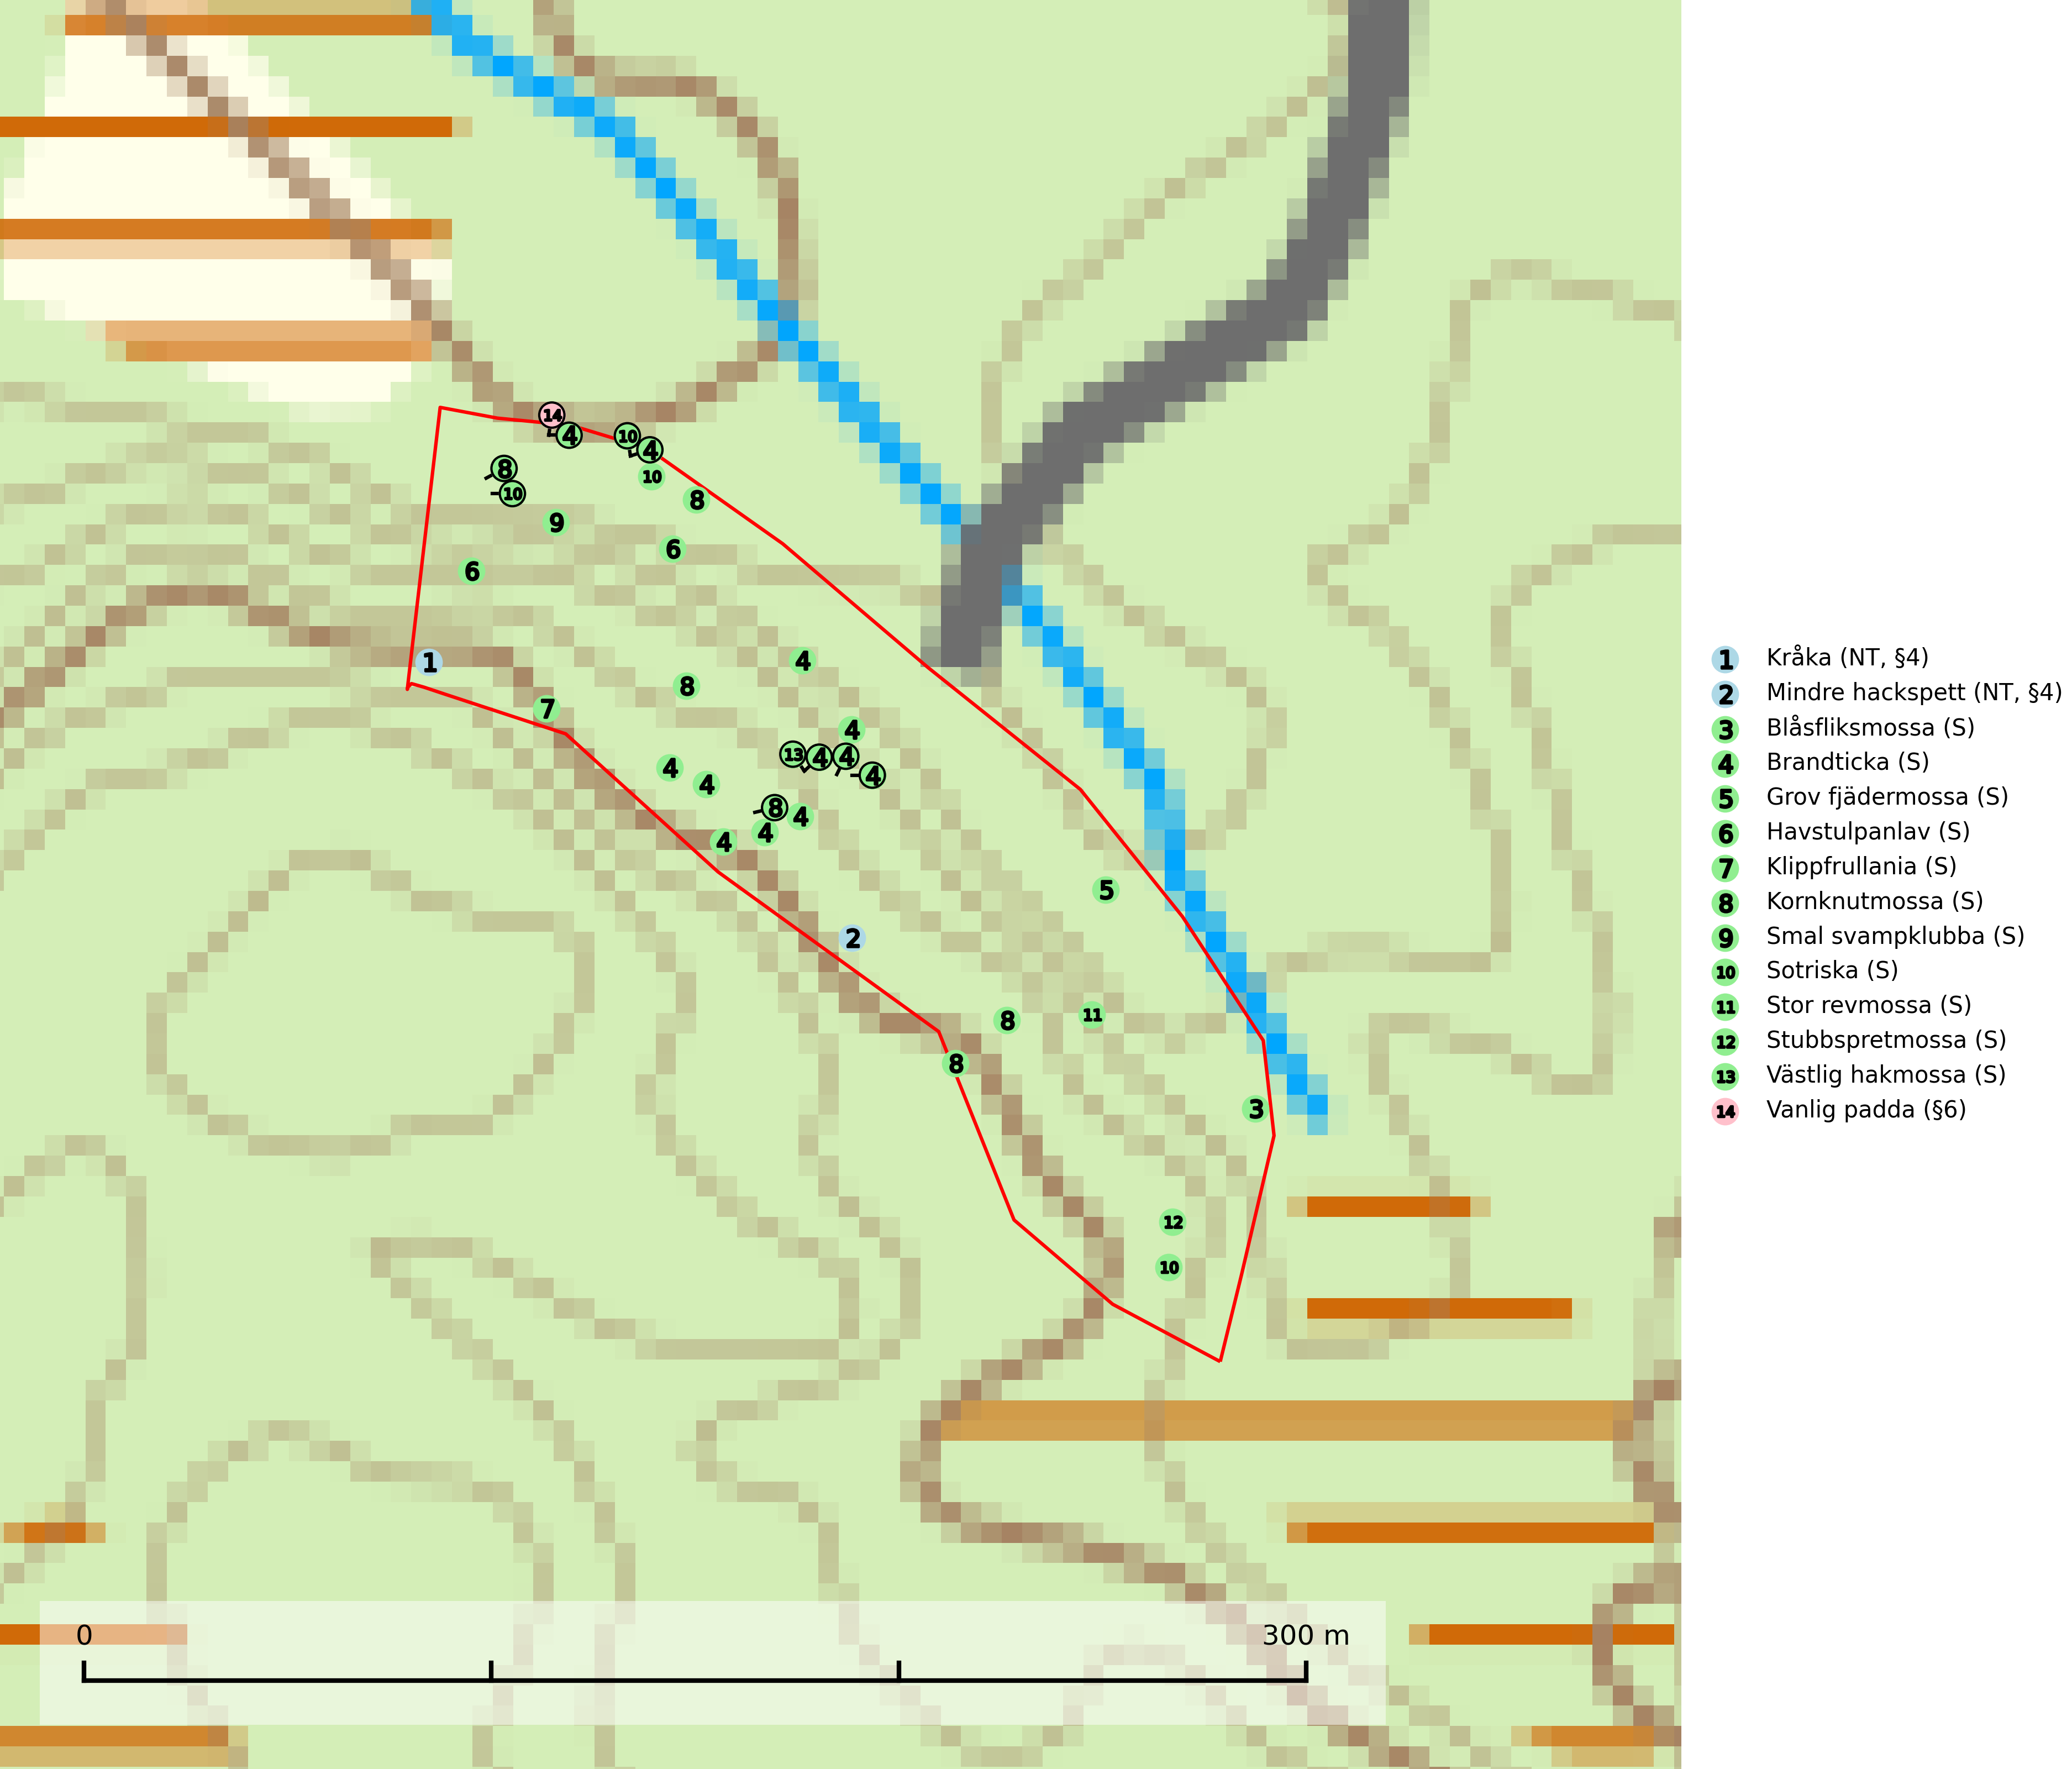 14
4
10
4
8
10
10
8
9
6
6
1
4
8
7
4
13
4
4
4
4
4
8
4
4
4
5
2
8
11
8
3
12
10
1 Kråka (NT, §4)
2 Mindre hackspett (NT, §4)
3 Blåsfliksmossa (S)
4 Brandticka (S)
5 Grov fjädermossa (S)
6 Havstulpanlav (S)
7 Klippfrullania (S)
8 Kornknutmossa (S)
9 Smal svampklubba (S)
10 Sotriska (S)
11 Stor revmossa (S)
12 Stubbspretmossa (S)
13 Västlig hakmossa (S)
14 Vanlig padda (§6)
0 300 m